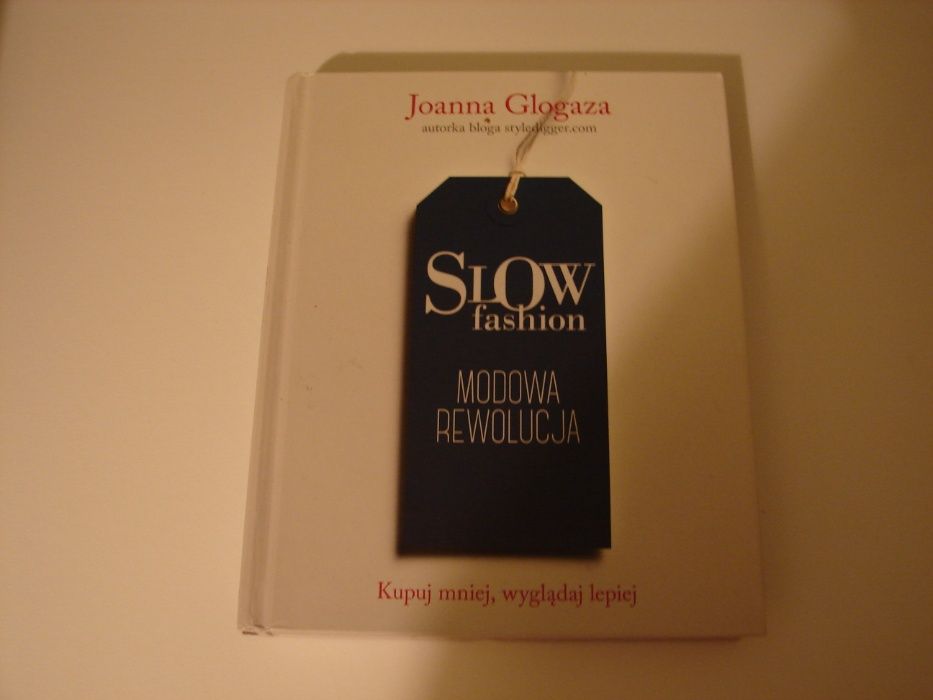 Joanna Glogaza
autorka bloga styledigger.com
SLOW
fashion
MODOWA
REWOLUCJA
Kupuj mniej, wyglądaj lepiej